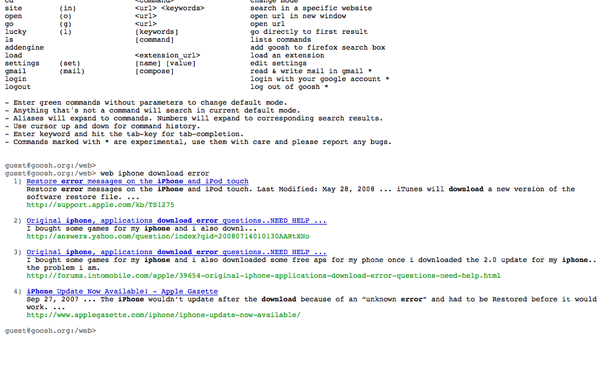 cd <command> change mode
site (in) <url> <keywords> search in a specific website
open (o) <url> open url in new window
go (g) <url> open url
lucky (l) [keywords] go directly to first result
ls [command] lists commands
addengine add goosh to firefox search box
load <extension_url> load an extension
settings (set) [name] [value] edit settings
gmail (mail) [compose] read & write mail in gmail *
login login with your google account *
logout log out of goosh *
- Enter green commands without parameters to change default mode.
- Anything that's not a command will search in current default mode.
- Aliases will expand to commands. Numbers will expand to corresponding search results.
- Use cursor up and down for command history.
- Enter keyword and hit the tab-key for tab-completion.
- Commands marked with * are experimental, use them with care and please report any bugs.
guest@goosh.org:/web>
guest@goosh.org:/web> web iphone download error
1) Restore error messages on the iPhone and iPod touch
Restore error messages on the iPhone and iPod touch. Last Modified: May 28, 2008 ... iTunes will download a new version of the
software restore file. ...
http://support.apple.com/kb/TS1275
2) Original iphone, applications download error questions..NEED HELP ...
I bought some games for my iphone and i also downl...
http://answers.yahoo.com/question/index?qid=20080714010130AARtXNo
3) Original iphone, applications download error questions..NEED HELP ...
I bought some games for my iphone and i also downloaded some free aps for my phone once i downloaded the 2.0 update for my iphone..
the problem i am.
http://forums.intomobile.com/apple/39654-original-iphone-applications-download-error-questions-need-help.html
4) iPhone Update Now Available! - Apple Gazette
Sep 27, 2007 ... The iPhone wouldn't update after the download because of an "unknown error" and had to be Restored before it would
work. ...
http://www.applegazette.com/iphone/iphone-update-now-available/
guest@goosh.org:/web>